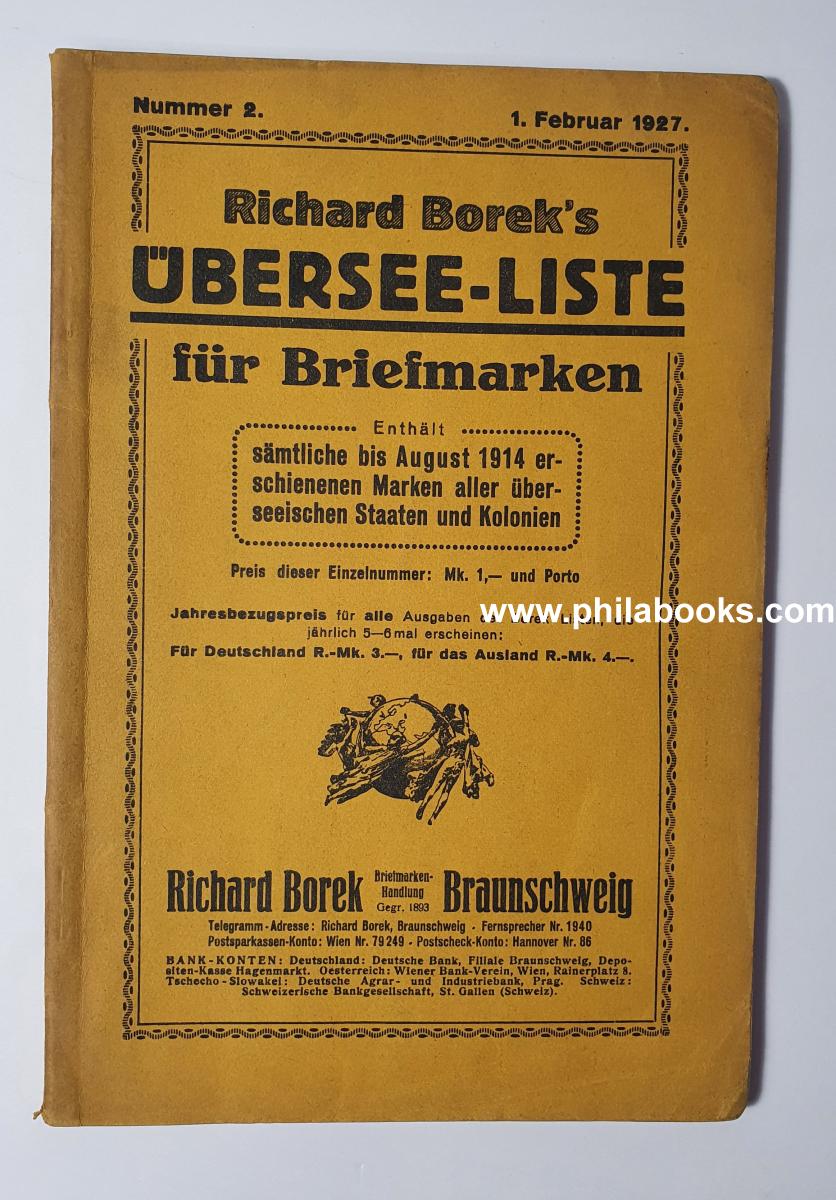 Nummer 2. 1. Februar 1927.
Richard Borek's
ÜBERSEE-LISTE
für Briefmarken
Enthält
sämtliche bis August 1914 er-
schienenen Marken aller über-
seeischen Staaten und Kolonien
Preis dieser Einzelnummer: Mk. 1,— und Porto
www.philabooks.com
Jahresbezugspreis für alle Ausgaben der
jährlich 5—6mal erscheinen:
Für Deutschland R.-Mk. 3.—, für das Ausland R.-Mk. 4.—.
Richard Borek Briefmarken-Handlung Gegr. 1893 Braunschweig
Telegramm-Adresse: Richard Borek, Braunschweig · Fernsprecher Nr. 1940
Postsparkassen-Konto: Wien Nr. 79249 · Postscheck-Konto: Hannover Nr. 86
BANK-KONTEN: Deutschland: Deutsche Bank, Filiale Braunschweig, Depo-
siten-Kasse Hagenmarkt. Oesterreich: Wiener Bank-Verein, Wien, Rainerplatz 8.
Tschecho-Slowakei: Deutsche Agrar- und Industriebank, Prag. Schweiz:
Schweizerische Bankgesellschaft, St. Gallen (Schweiz).